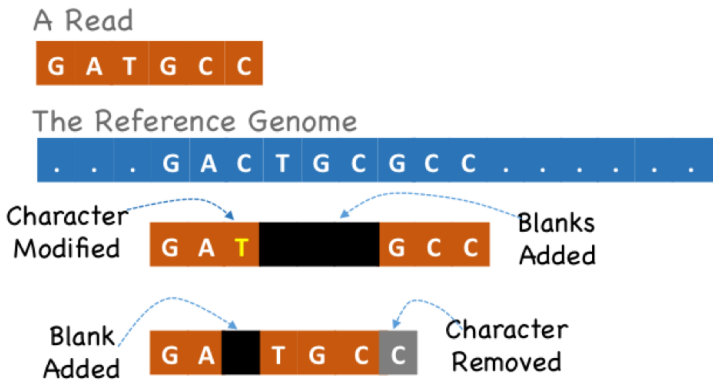 A Read
G A T G C C
The Reference Genome
. . . G A C T G C G C C . . . . . .
Character
Modified
G A T G C C
Blanks
Added
Blank
Added
G A T G C C
Character
Removed